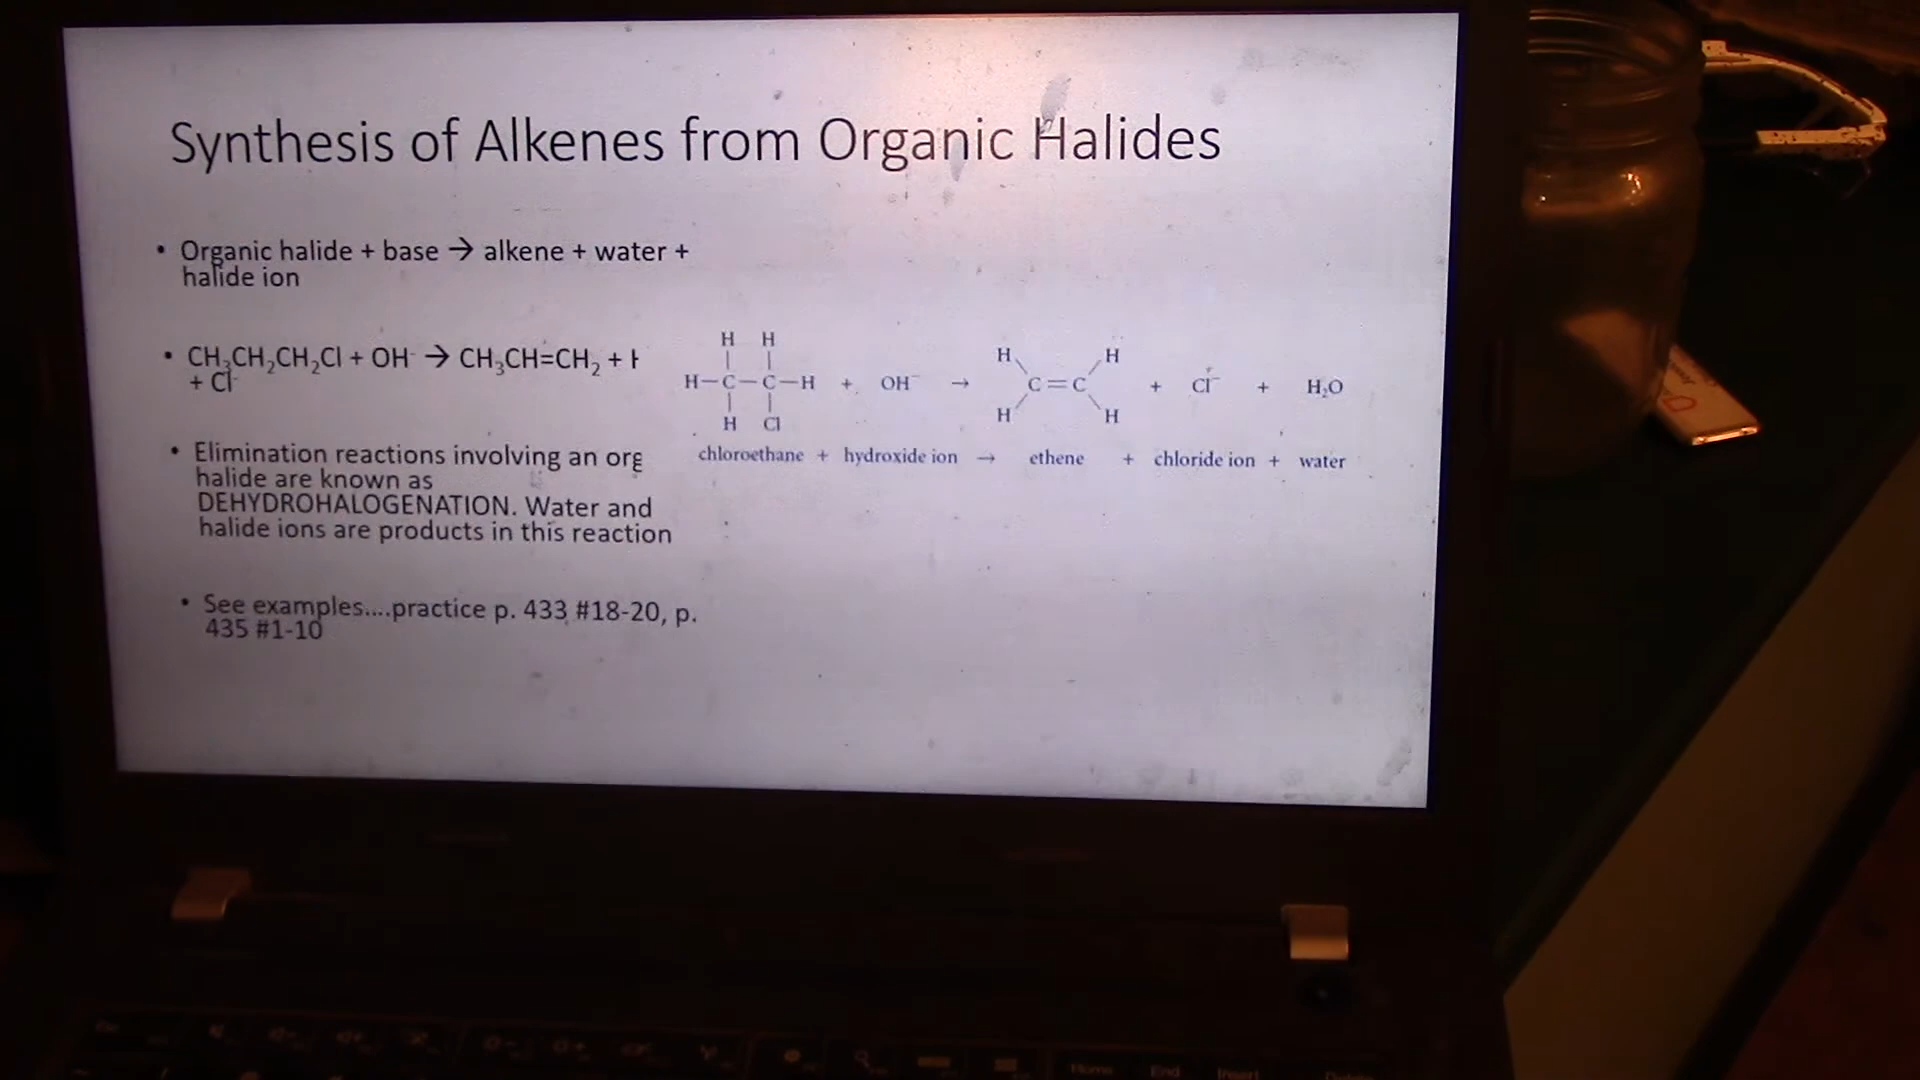 Synthesis of Alkenes from Organic Halides
• Organic halide + base → alkene + water +
halide ion
• CH₃CH₂CH₂Cl + OH⁻ → CH₃CH=CH₂ +
+ Cl⁻
• Elimination reactions involving an org
halide are known as
DEHYDROHALOGENATION. Water and
halide ions are products in this reaction
• See examples....practice p. 433 #18-20, p.
435 #1-10
H H
H—C—C—H + OH⁻ → C=C + Cl⁻ + H₂O
H Cl
H H
H H
chloroethane + hydroxide ion → ethene + chloride ion + water
Home End Insert